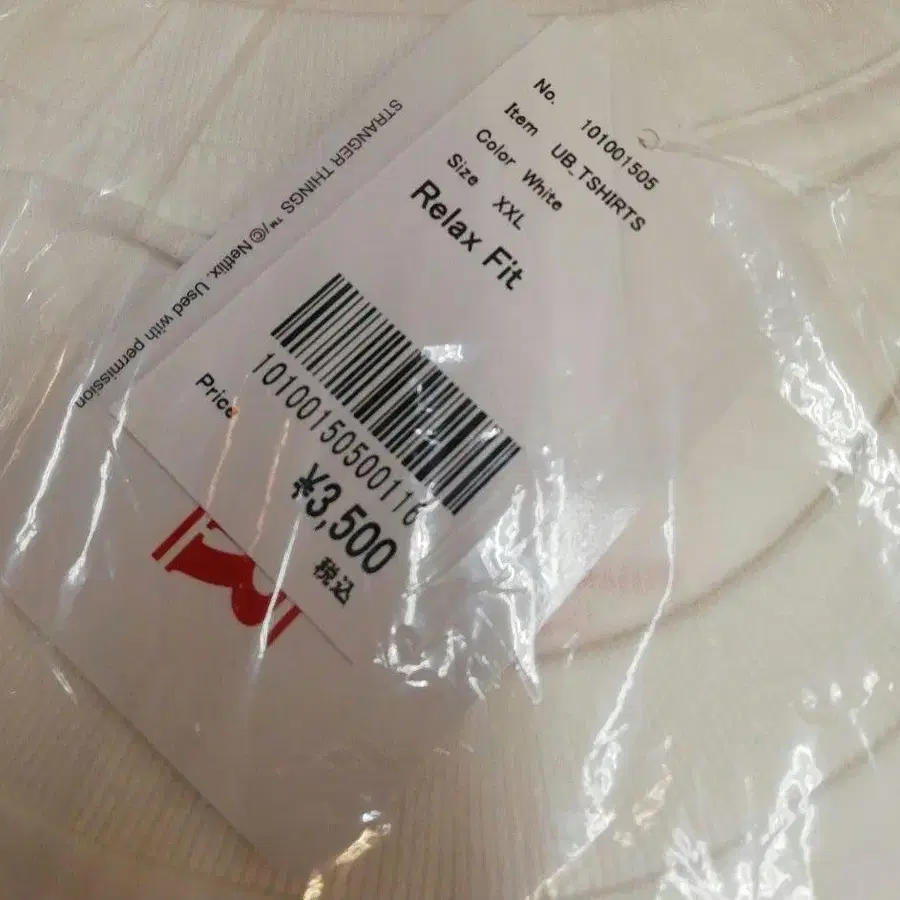 No. 101001505
Item UB_TSHIRTS
Color White
Size XXL
Relax Fit
10100150500116
Price
¥3,500
税込
STRANGER THINGS ™/© Netflix. Used with permission